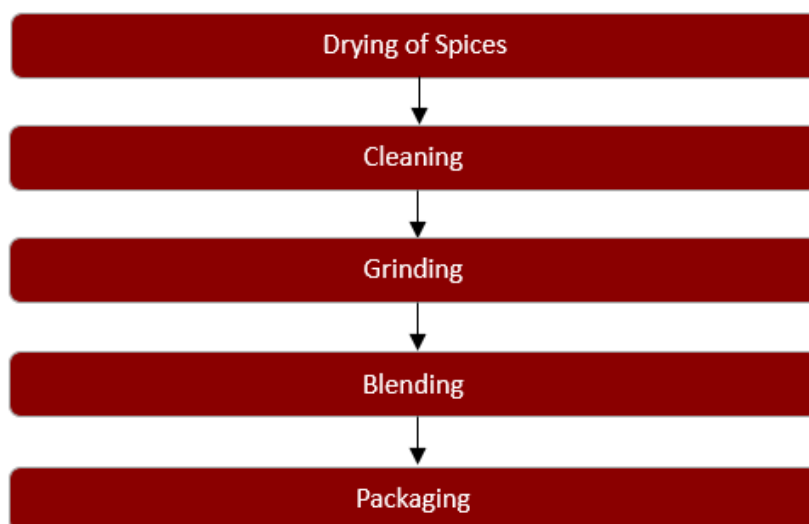 Drying of Spices
Cleaning
Grinding
Blending
Packaging